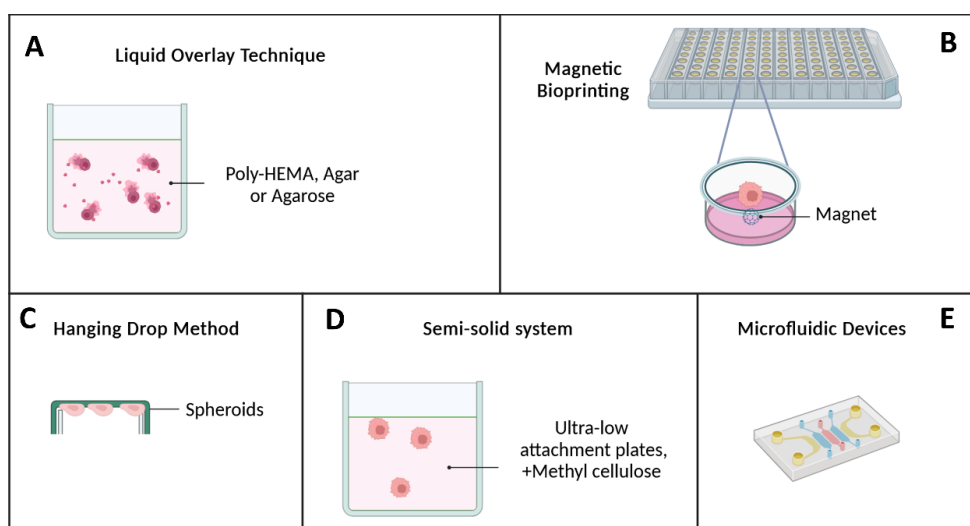 A
Liquid Overlay Technique
Poly-HEMA, Agar
or Agarose
B
Magnetic
Bioprinting
Magnet
C
Hanging Drop Method
Spheroids
D
Semi-solid system
Ultra-low
attachment plates,
+Methyl cellulose
E
Microfluidic Devices